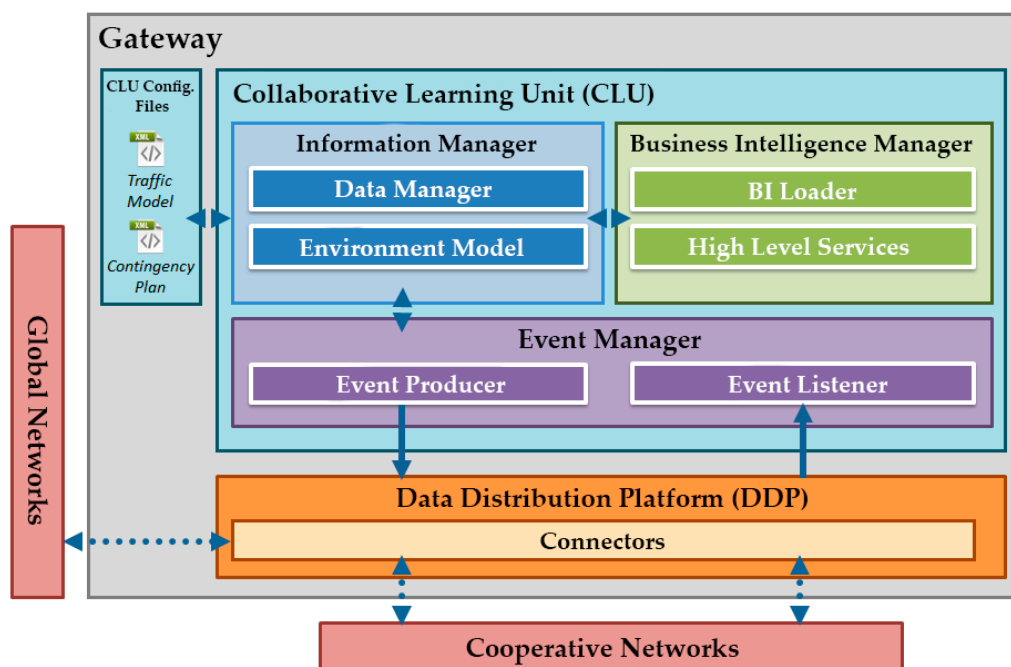 Gateway
CLU Config.
Files
XML
</>
Traffic
Model
XML
</>
Contingency
Plan
Collaborative Learning Unit (CLU)
Information Manager
Data Manager
Environment Model
Business Intelligence Manager
BI Loader
High Level Services
Event Manager
Event Producer
Event Listener
Global Networks
Data Distribution Platform (DDP)
Connectors
Cooperative Networks